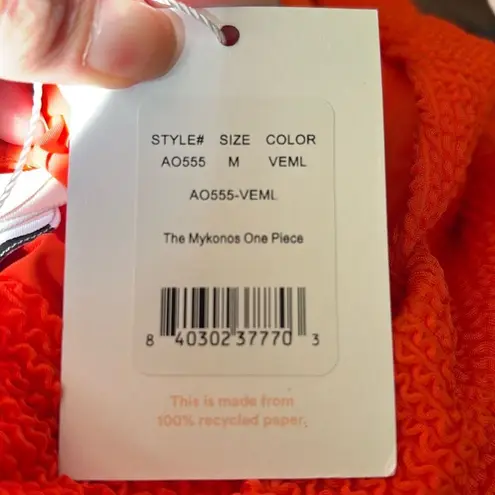 STYLE# SIZE COLOR
AO555 M VEML
AO555-VEML
The Mykonos One Piece
8 40302 37770 3
This is made from
100% recycled paper.